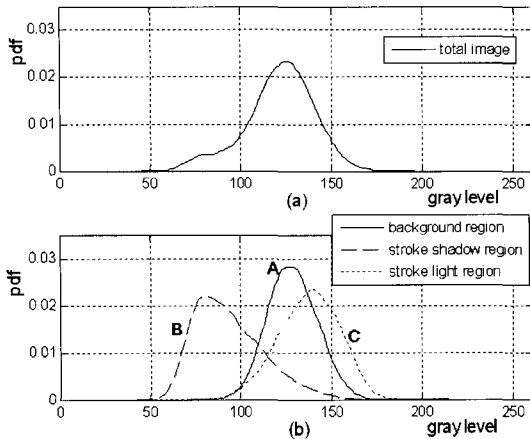 0.03
0.02
0.01
0
pdf
total image
0 50 100 150 200 250
gray level
(a)
background region
stroke shadow region
stroke light region
0.03
0.02
0.01
0
pdf
A
B
C
0 50 100 150 200 250
gray level
(b)